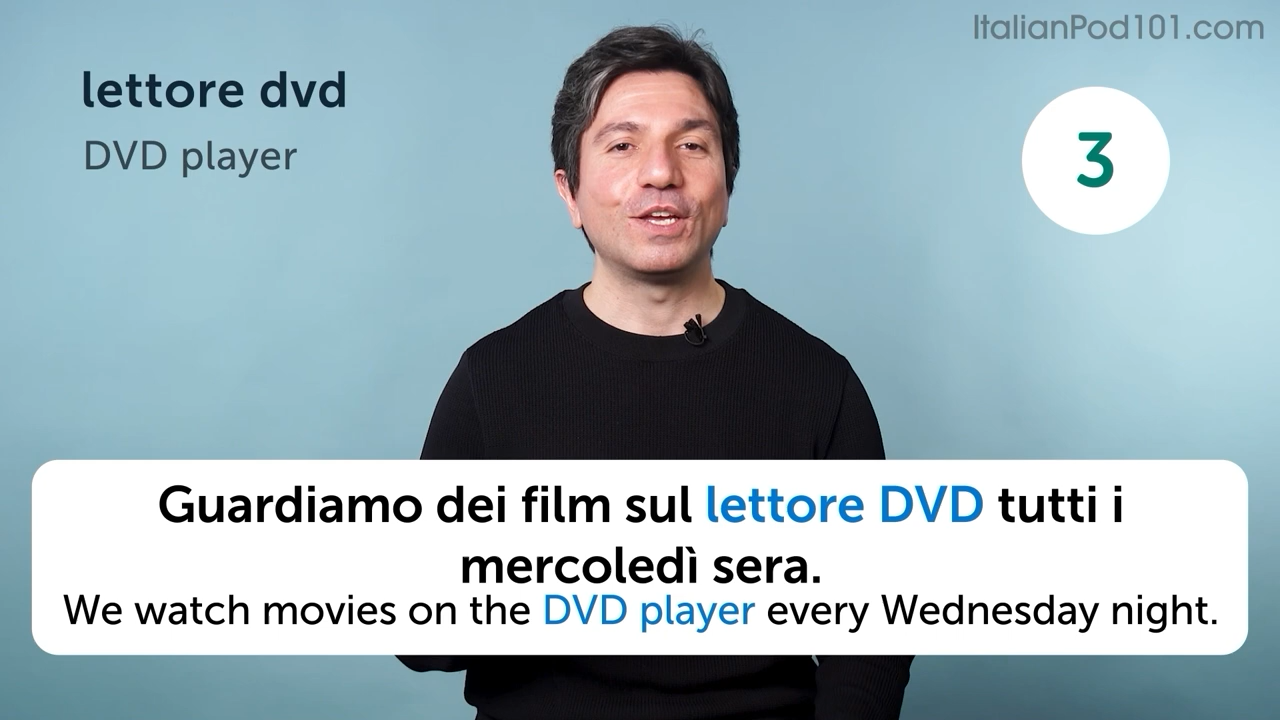 ItalianPod101.com
lettore dvd
DVD player
3
Guardiamo dei film sul lettore DVD tutti i
mercoledì sera.
We watch movies on the DVD player every Wednesday night.